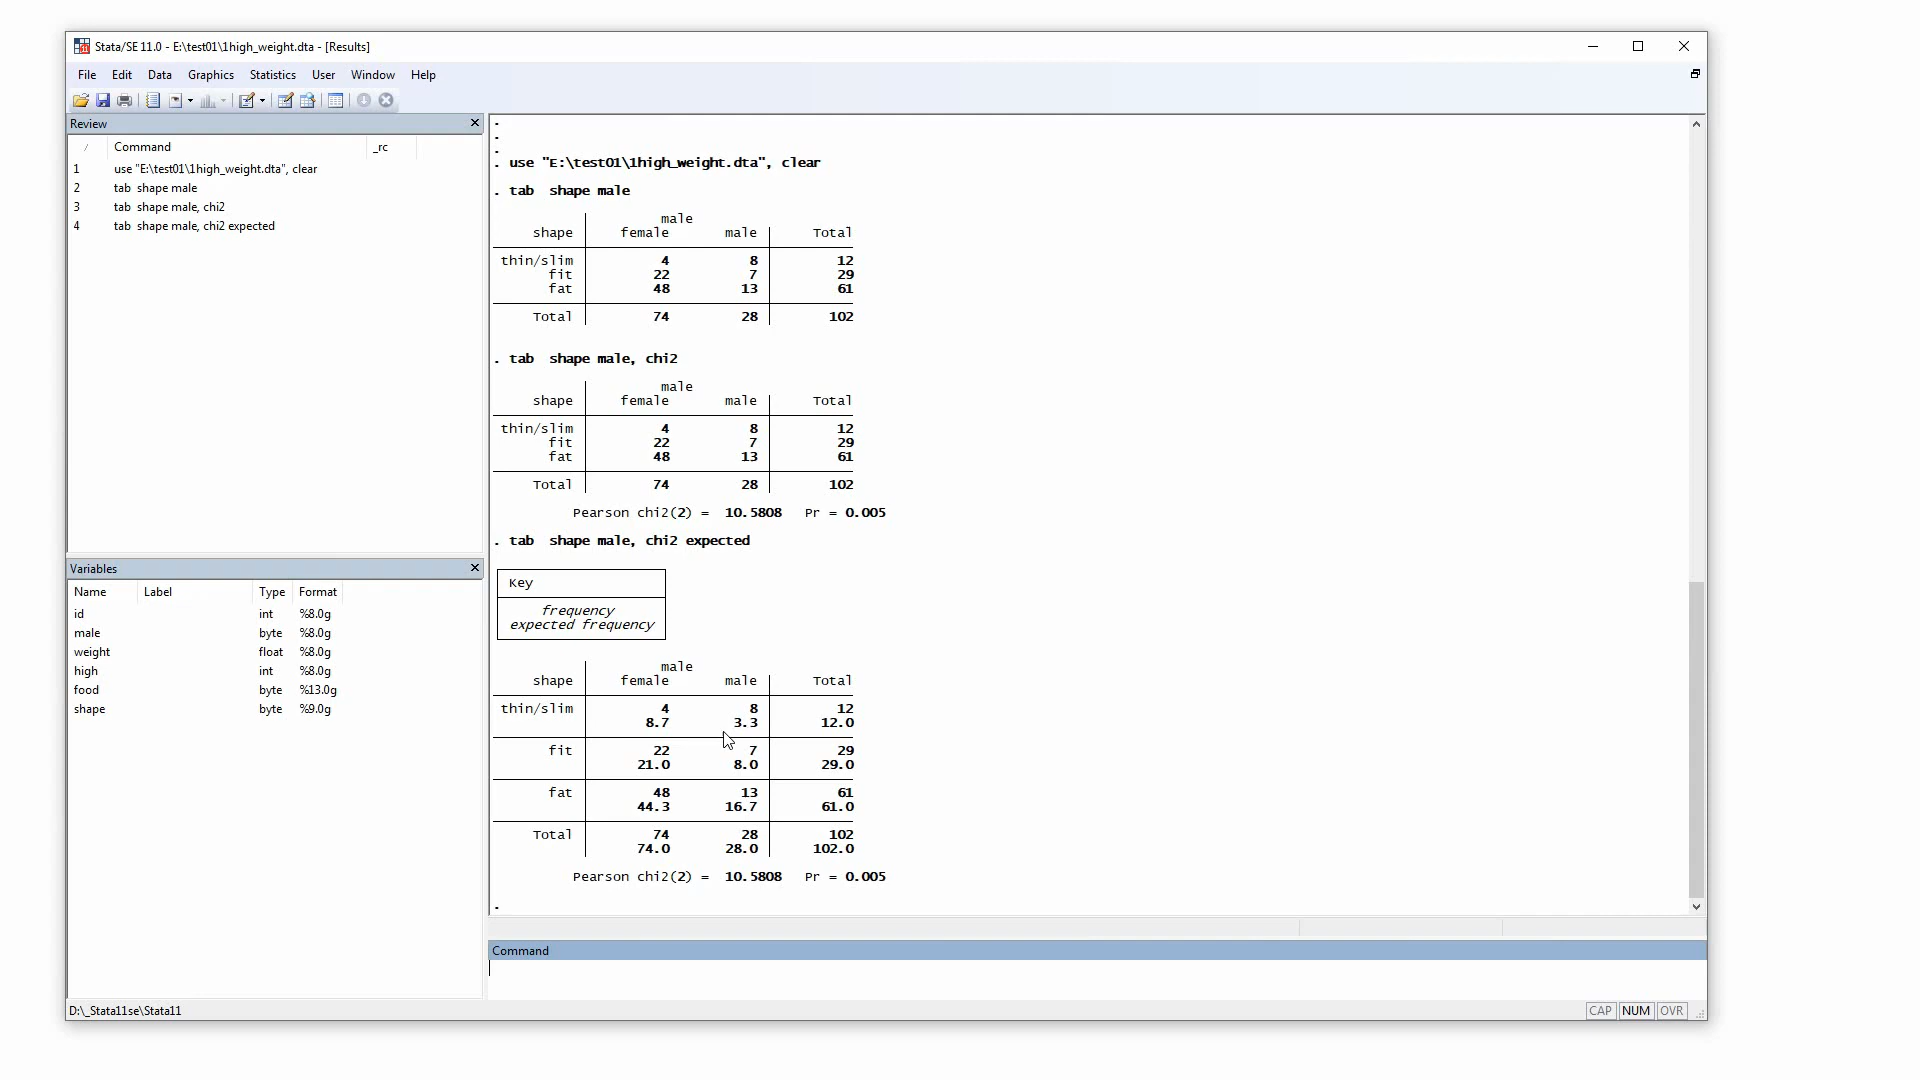 Stata/SE 11.0 - E:\test01\1high_weight.dta - [Results]
File Edit Data Graphics Statistics User Window Help
Review
/ Command _rc
1 use "E:\test01\1high_weight.dta", clear
2 tab shape male
3 tab shape male, chi2
4 tab shape male, chi2 expected
Variables
Name Label Type Format
id int %8.0g
male byte %8.0g
weight float %8.0g
high int %8.0g
food byte %13.0g
shape byte %9.0g
.
.
.
. use "E:\test01\1high_weight.dta", clear
. tab shape male
male
shape female male Total
thin/slim 4 8 12
fit 22 7 29
fat 48 13 61
Total 74 28 102
. tab shape male, chi2
male
shape female male Total
thin/slim 4 8 12
fit 22 7 29
fat 48 13 61
Total 74 28 102
Pearson chi2(2) = 10.5808 Pr = 0.005
. tab shape male, chi2 expected
Key
frequency
expected frequency
male
shape female male Total
thin/slim 4 8 12
8.7 3.3 12.0
fit 22 7 29
21.0 8.0 29.0
fat 48 13 61
44.3 16.7 61.0
Total 74 28 102
74.0 28.0 102.0
Pearson chi2(2) = 10.5808 Pr = 0.005
.
Command
D:\_Stata11se\Stata11
CAP NUM OVR